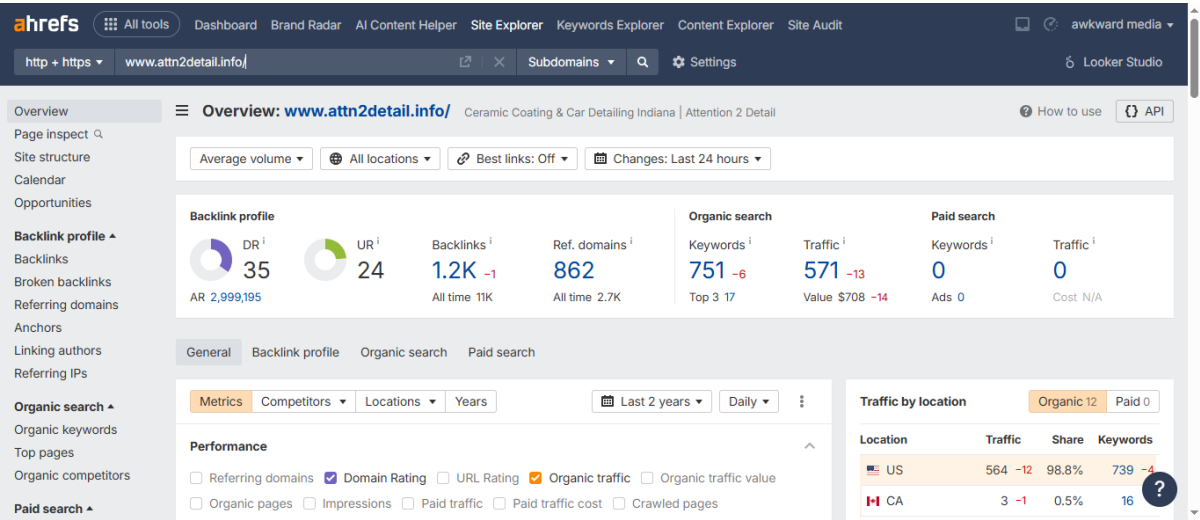 ahrefs All tools Dashboard Brand Radar AI Content Helper Site Explorer Keywords Explorer Content Explorer Site Audit awkward media
http + https www.attn2detail.info/ Subdomains Settings Looker Studio
Overview
Page inspect
Site structure
Calendar
Opportunities
Backlink profile
Backlinks
Broken backlinks
Referring domains
Anchors
Linking authors
Referring IPs
Organic search
Organic keywords
Top pages
Organic competitors
Paid search
Overview: www.attn2detail.info/ Ceramic Coating & Car Detailing Indiana | Attention 2 Detail ? How to use {} API
Average volume All locations Best links: Off Changes: Last 24 hours
Backlink profile
DR i UR i Backlinks i Ref. domains i
35 24 1.2K -1 862
AR 2,999,195 All time 11K All time 2.7K
Organic search
Keywords i Traffic i
751 -6 571 -13
Top 3 17 Value $708 -14
Paid search
Keywords i Traffic i
0 0
Ads 0 Cost N/A
General Backlink profile Organic search Paid search
Metrics Competitors Locations Years Last 2 years Daily
Performance
Referring domains Domain Rating URL Rating Organic traffic Organic traffic value
Organic pages Impressions Paid traffic Paid traffic cost Crawled pages
Traffic by location Organic 12 Paid 0
Location Traffic Share Keywords
US 564 -12 98.8% 739 -4
CA 3 -1 0.5% 16
?